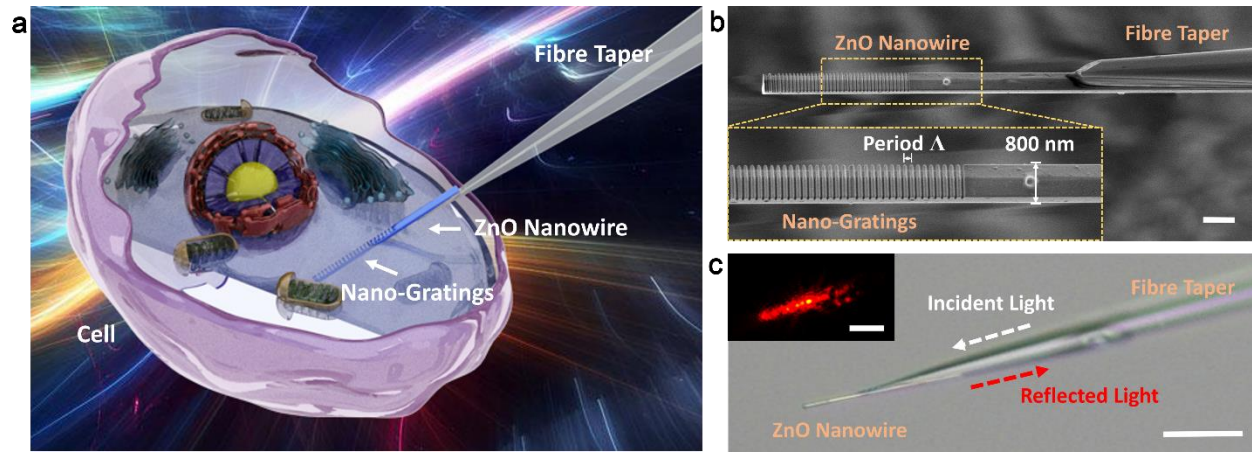 a
Fibre Taper
ZnO Nanowire
Nano-Gratings
Cell
b
ZnO Nanowire
Fibre Taper
Period Λ
800 nm
Nano-Gratings
c
Incident Light
Fibre Taper
Reflected Light
ZnO Nanowire